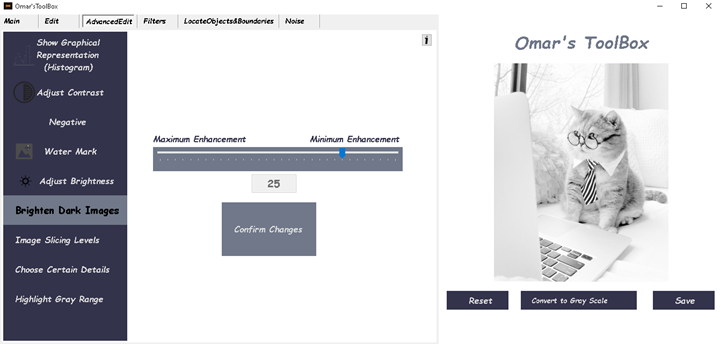 Omar'sToolBox
Main Edit AdvancedEdit Filters LocateObjects&Boundaries Noise
Show Graphical
Representation
(Histogram)
Adjust Contrast
Negative
Water Mark
Adjust Brightness
Brighten Dark Images
Image Slicing Levels
Choose Certain Details
Highlight Gray Range
i
Maximum Enhancement Minimum Enhancement
25
Confirm Changes
Omar's ToolBox
Reset Convert to Gray Scale Save